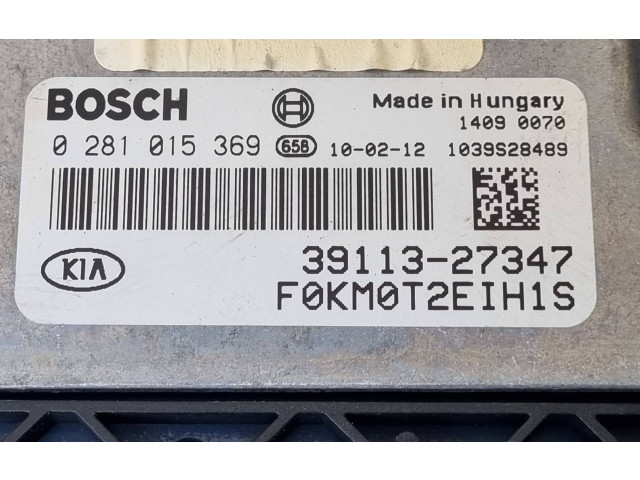 BOSCH
Made in Hungary
1409 0070
0 281 015 369 658 10-02-12 1039S28489
KIA
39113-27347
F0KM0T2EIH1S